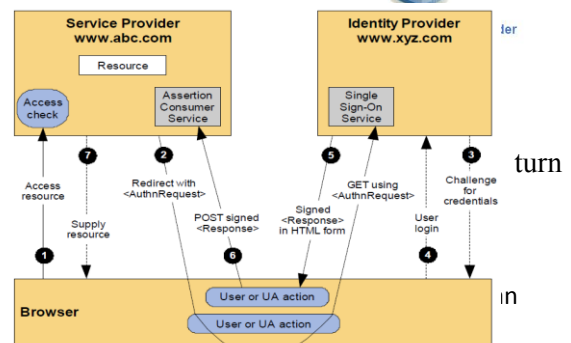 Service Provider
www.abc.com
Identity Provider
www.xyz.com
der
Resource
Access
check
Assertion
Consumer
Service
Single
Sign-On
Service
7
2
5
3
turn
Redirect with
<AuthnRequest>
GET using
<AuthnRequest>
Challenge
for
credentials
Access
resource
POST signed
<Response>
Signed
<Response>
in HTML form
User
login
Supply
resource
1
6
4
User or UA action
Browser
User or UA action